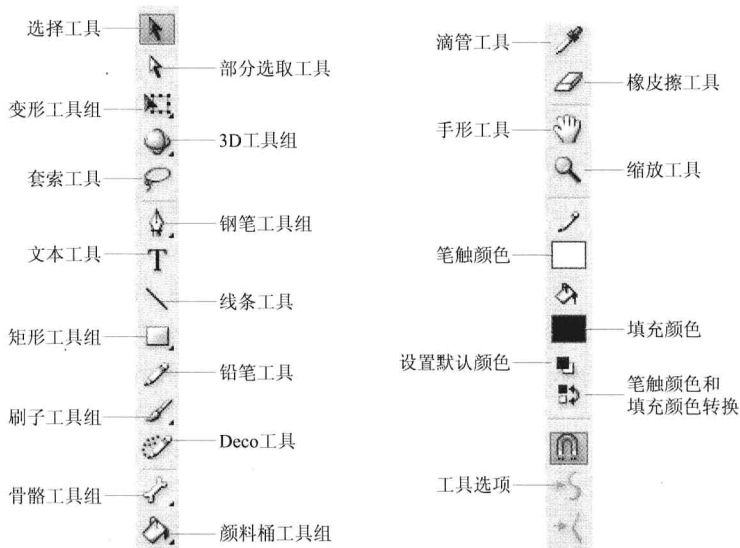 选择工具
部分选取工具
变形工具组
3D工具组
套索工具
钢笔工具组
文本工具
线条工具
矩形工具组
铅笔工具
刷子工具组
Deco工具
骨骼工具组
颜料桶工具组
滴管工具
橡皮擦工具
手形工具
缩放工具
笔触颜色
填充颜色
设置默认颜色
笔触颜色和
填充颜色转换
工具选项